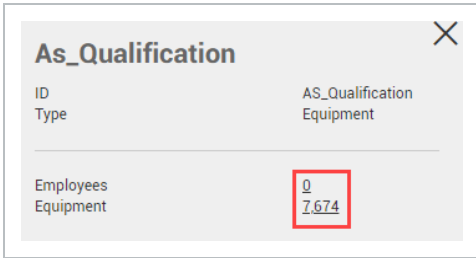 As_Qualification
ID AS_Qualification
Type Equipment
Employees 0
Equipment 7,674